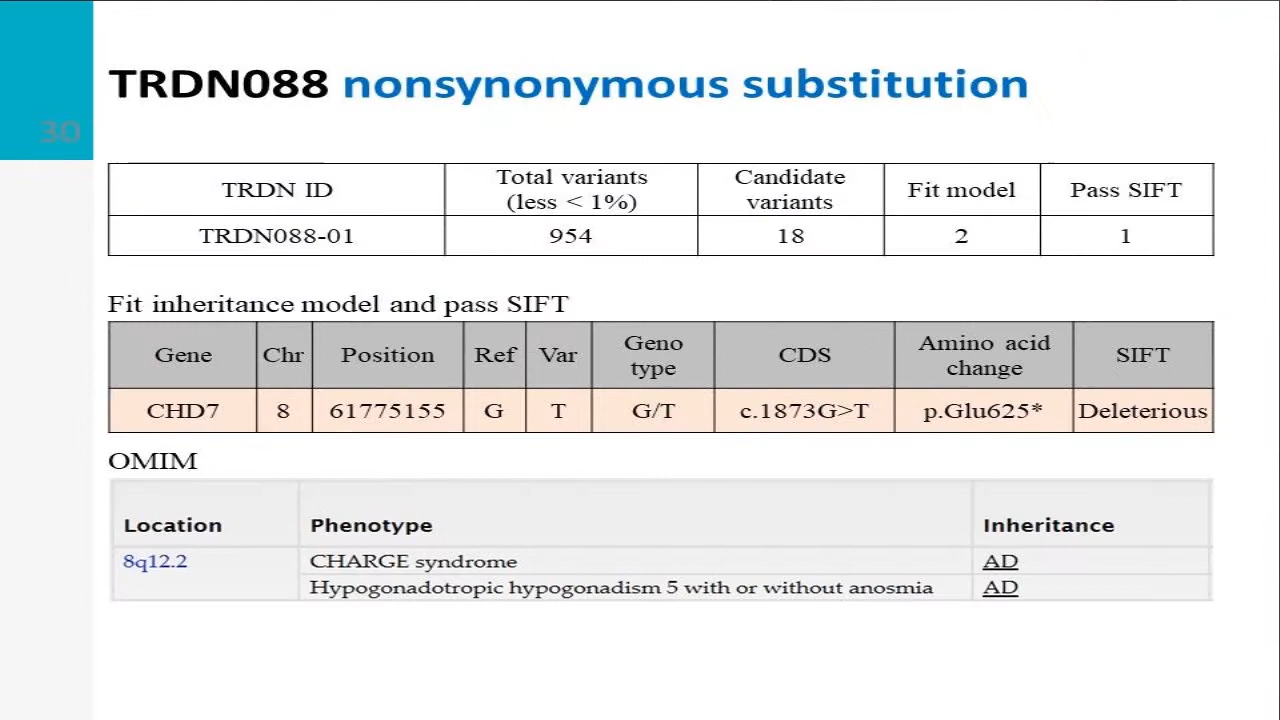 TRDN088 nonsynonymous substitution
30
TRDN ID Total variants (less < 1%) Candidate variants Fit model Pass SIFT
TRDN088-01 954 18 2 1
Fit inheritance model and pass SIFT
Gene Chr Position Ref Var Geno type CDS Amino acid change SIFT
CHD7 8 61775155 G T G/T c.1873G>T p.Glu625* Deleterious
OMIM
Location Phenotype Inheritance
8q12.2 CHARGE syndrome AD
Hypogonadotropic hypogonadism 5 with or without anosmia AD